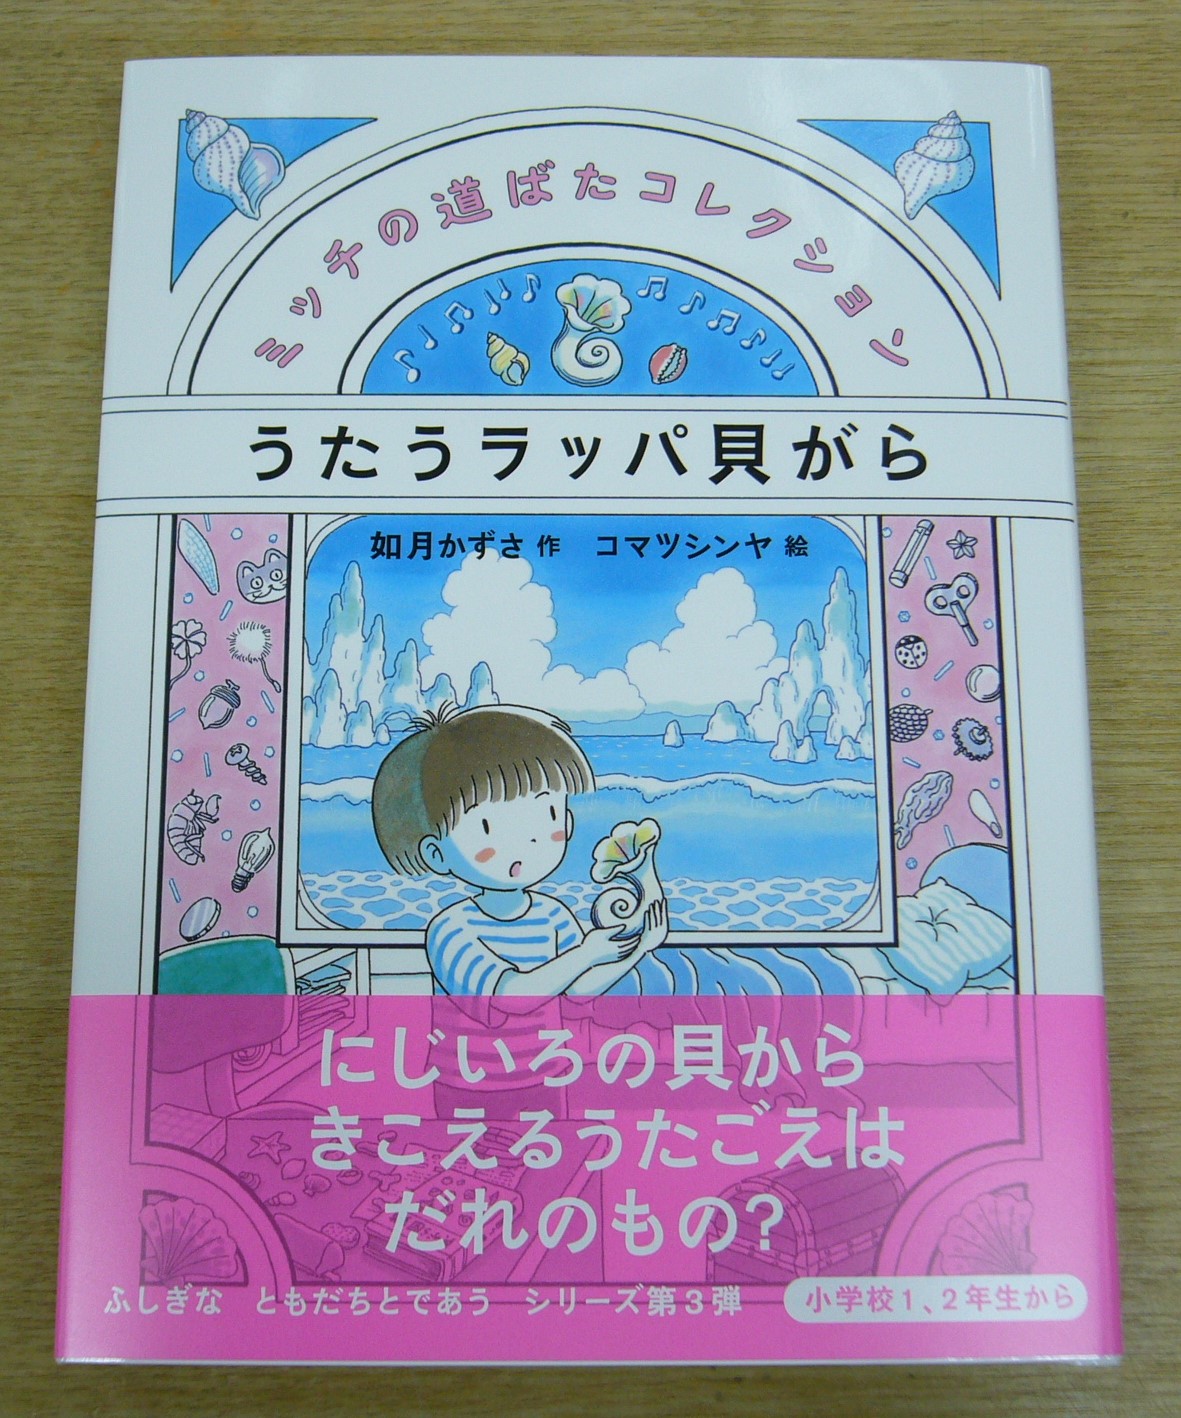 ミッチの道ばたコレクション
うたうラッパ貝がら
如月かずさ 作　コマツシンヤ 絵
にじいろの貝から
きこえるうたごえは
だれのもの?
ふしぎな　ともだちとであう　シリーズ第3弾
小学校1、2年生から